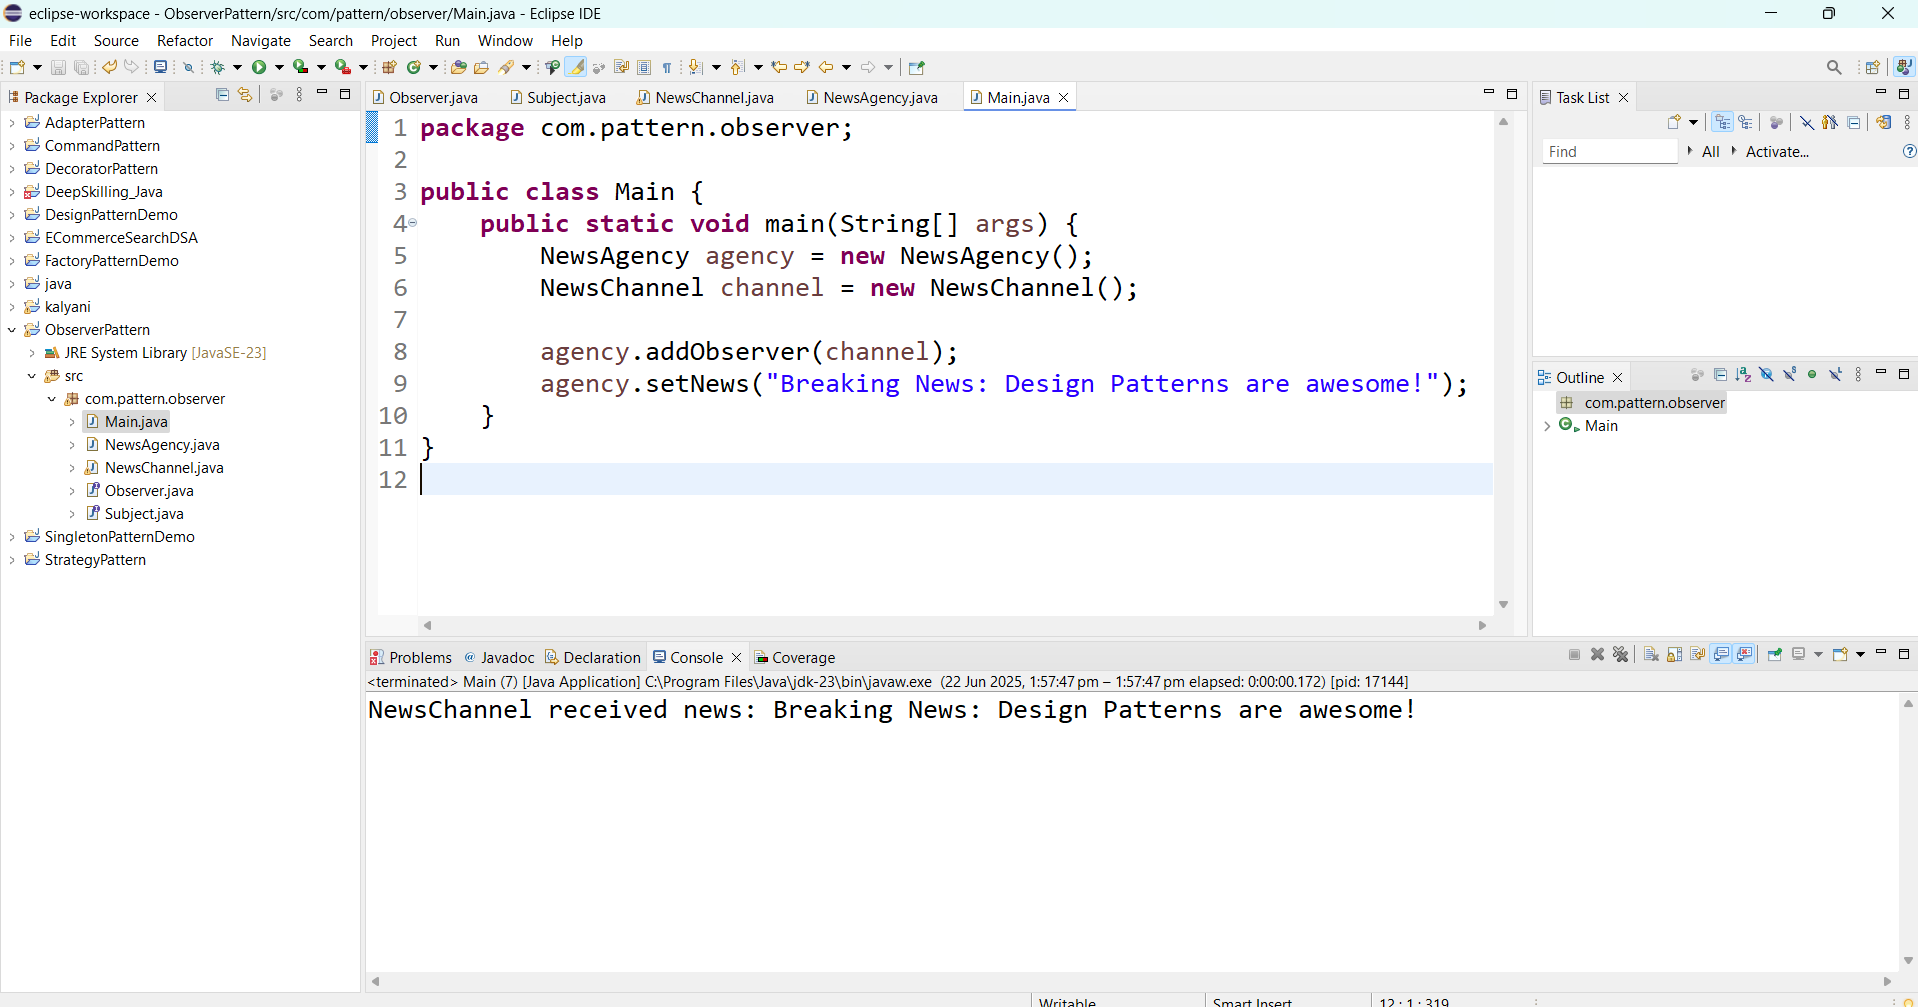 eclipse-workspace - ObserverPattern/src/com/pattern/observer/Main.java - Eclipse IDE
File Edit Source Refactor Navigate Search Project Run Window Help
Package Explorer
AdapterPattern
CommandPattern
DecoratorPattern
DeepSkilling_Java
DesignPatternDemo
ECommerceSearchDSA
FactoryPatternDemo
java
kalyani
ObserverPattern
JRE System Library [JavaSE-23]
src
com.pattern.observer
Main.java
NewsAgency.java
NewsChannel.java
Observer.java
Subject.java
SingletonPatternDemo
StrategyPattern
Observer.java Subject.java NewsChannel.java NewsAgency.java Main.java
1 package com.pattern.observer;
2
3 public class Main {
4 public static void main(String[] args) {
5 NewsAgency agency = new NewsAgency();
6 NewsChannel channel = new NewsChannel();
7
8 agency.addObserver(channel);
9 agency.setNews("Breaking News: Design Patterns are awesome!");
10 }
11 }
12
Task List
Find All Activate...
Outline
com.pattern.observer
Main
Problems Javadoc Declaration Console Coverage
<terminated> Main (7) [Java Application] C:\Program Files\Java\jdk-23\bin\javaw.exe (22 Jun 2025, 1:57:47 pm – 1:57:47 pm elapsed: 0:00:00.172) [pid: 17144]
NewsChannel received news: Breaking News: Design Patterns are awesome!
Writable Smart Insert 12 : 1 : 319